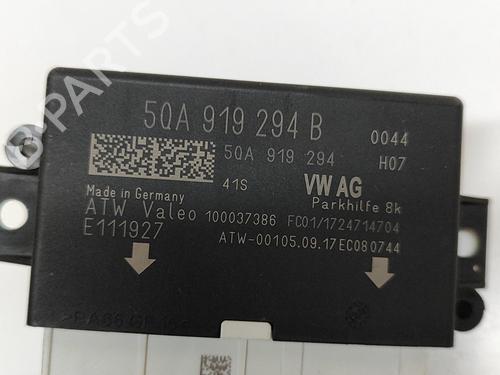 5QA 919 294 B
0044
5QA 919 294
H07
41S
VW AG
Made in Germany
Parkhilfe 8k
ATW Valeo 100037386 FC01/1724714704
E111927
ATW-00105.09.17EC080744